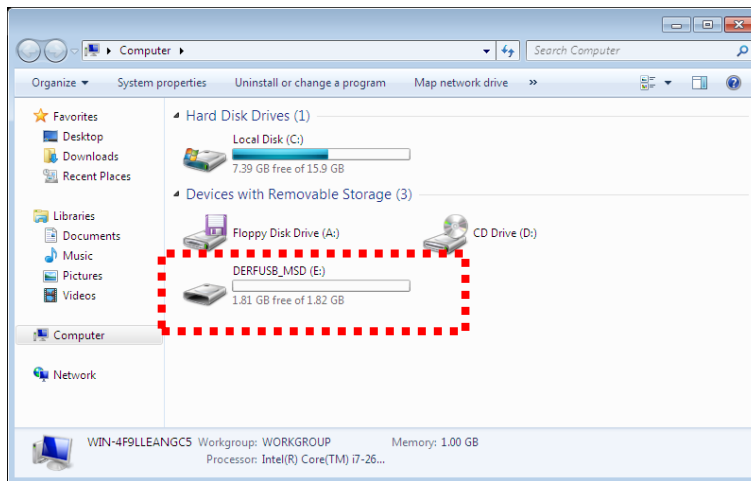 Computer
Search Computer
Organize
System properties
Uninstall or change a program
Map network drive
»
Favorites
Desktop
Downloads
Recent Places
Libraries
Documents
Music
Pictures
Videos
Computer
Network
Hard Disk Drives (1)
Local Disk (C:)
7.39 GB free of 15.9 GB
Devices with Removable Storage (3)
Floppy Disk Drive (A:)
CD Drive (D:)
DERFUSB_MSD (E:)
1.81 GB free of 1.82 GB
WIN-4F9LLEANGC5 Workgroup: WORKGROUP Memory: 1.00 GB
Processor: Intel(R) Core(TM) i7-26...